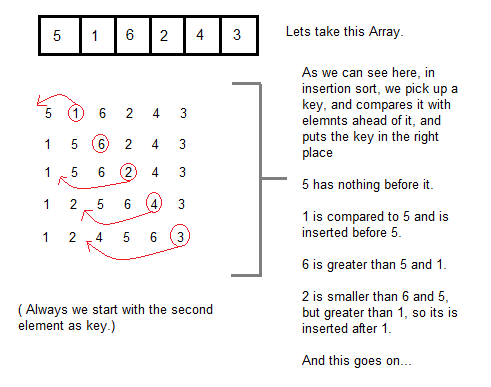 5 1 6 2 4 3
Lets take this Array.
5 1 6 2 4 3
1 5 6 2 4 3
1 5 6 2 4 3
1 2 5 6 4 3
1 2 4 5 6 3
( Always we start with the second
element as key.)
As we can see here, in
insertion sort, we pick up a
key, and compares it with
elemnts ahead of it, and
puts the key in the right
place
5 has nothing before it.
1 is compared to 5 and is
inserted before 5.
6 is greater than 5 and 1.
2 is smaller than 6 and 5,
but greater than 1, so its is
inserted after 1.
And this goes on...